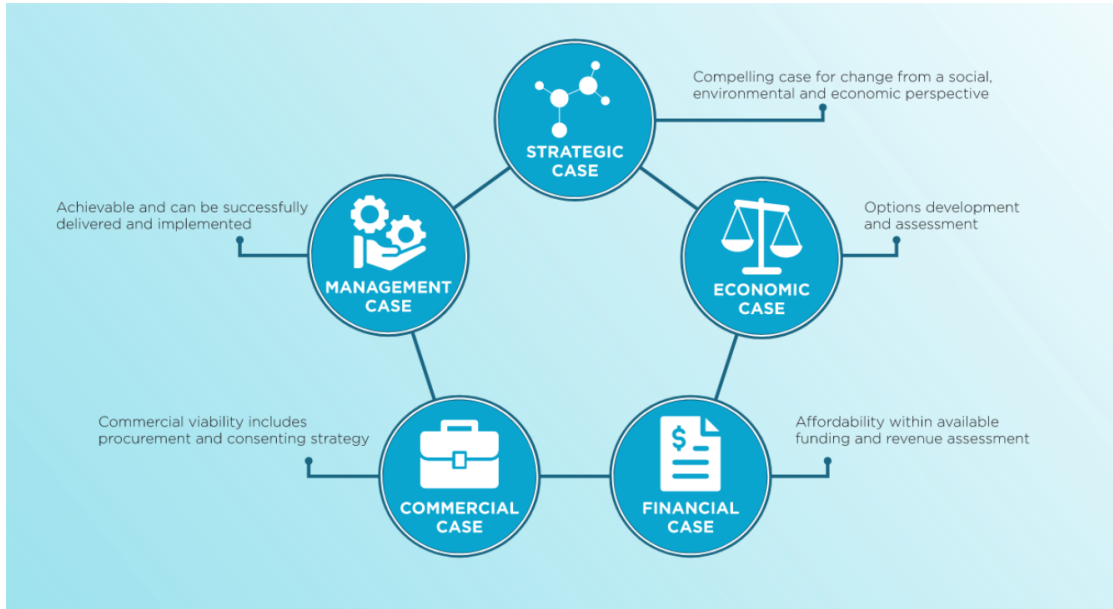 Compelling case for change from a social,
environmental and economic perspective
STRATEGIC
CASE
Achievable and can be successfully
delivered and implemented
MANAGEMENT
CASE
Options development
and assessment
ECONOMIC
CASE
Commercial viability includes
procurement and consenting strategy
COMMERCIAL
CASE
$
Affordability within available
funding and revenue assessment
FINANCIAL
CASE